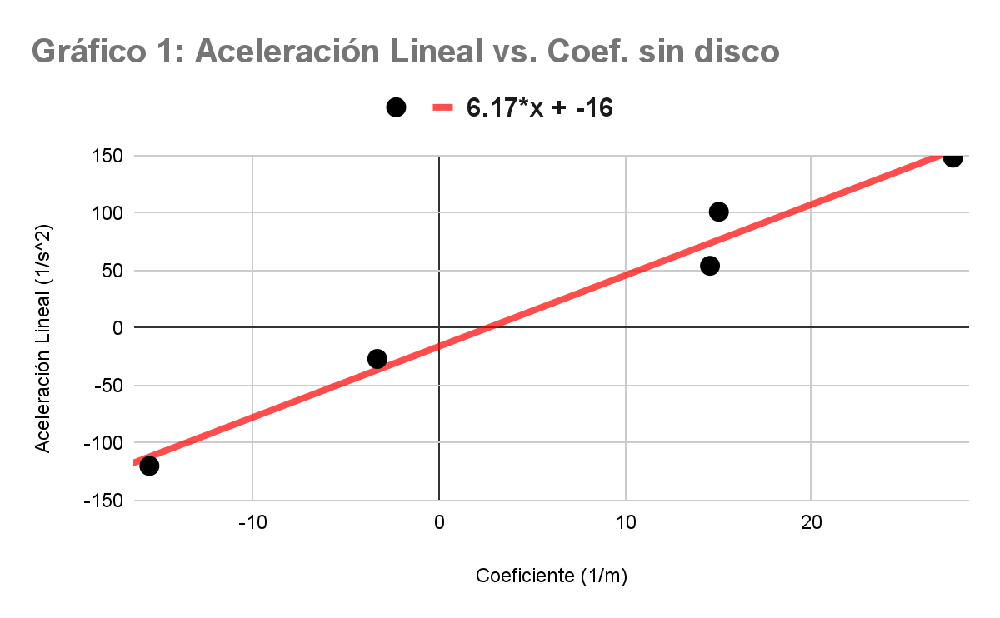 Gráfico 1: Aceleración Lineal vs. Coef. sin disco
6.17*x + -16
150
100
50
0
-50
-100
-150
Aceleración Lineal (1/s^2)
-10
0
10
20
Coeficiente (1/m)